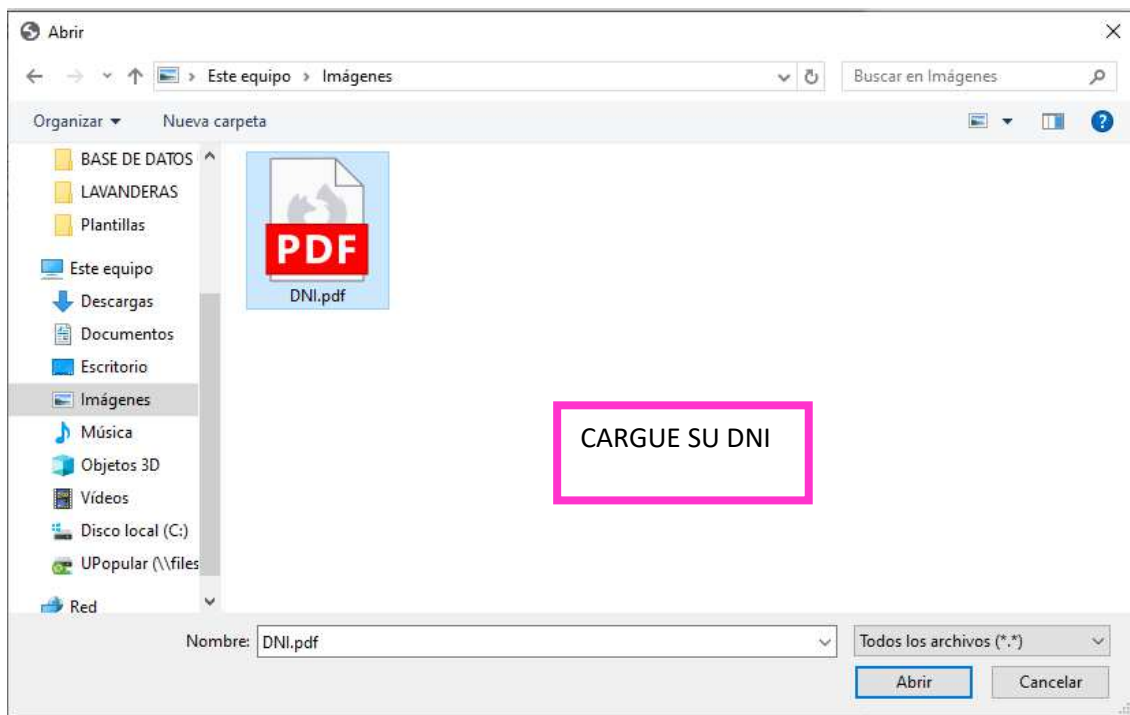 Abrir
Este equipo › Imágenes
Buscar en Imágenes
Organizar
Nueva carpeta
BASE DE DATOS
LAVANDERAS
Plantillas
Este equipo
Descargas
Documentos
Escritorio
Imágenes
Música
Objetos 3D
Vídeos
Disco local (C:)
UPopular (\\files
Red
PDF
DNI.pdf
CARGUE SU DNI
Nombre: DNI.pdf
Todos los archivos (*.*)
Abrir
Cancelar